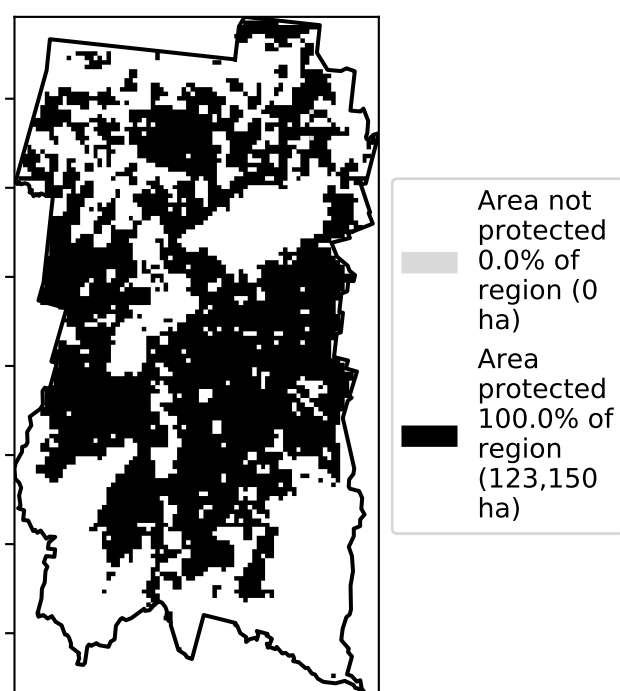 Area not
protected
0.0% of
region (0
ha)
Area
protected
100.0% of
region
(123,150
ha)